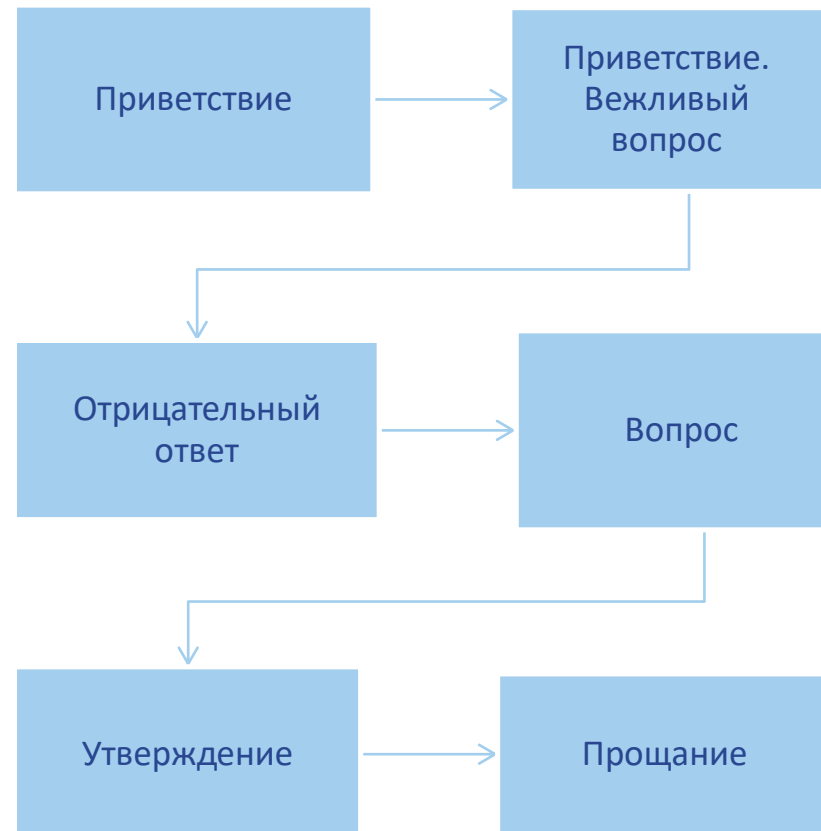 Приветствие
Приветствие.
Вежливый
вопрос
Отрицательный
ответ
Вопрос
Утверждение
Прощание